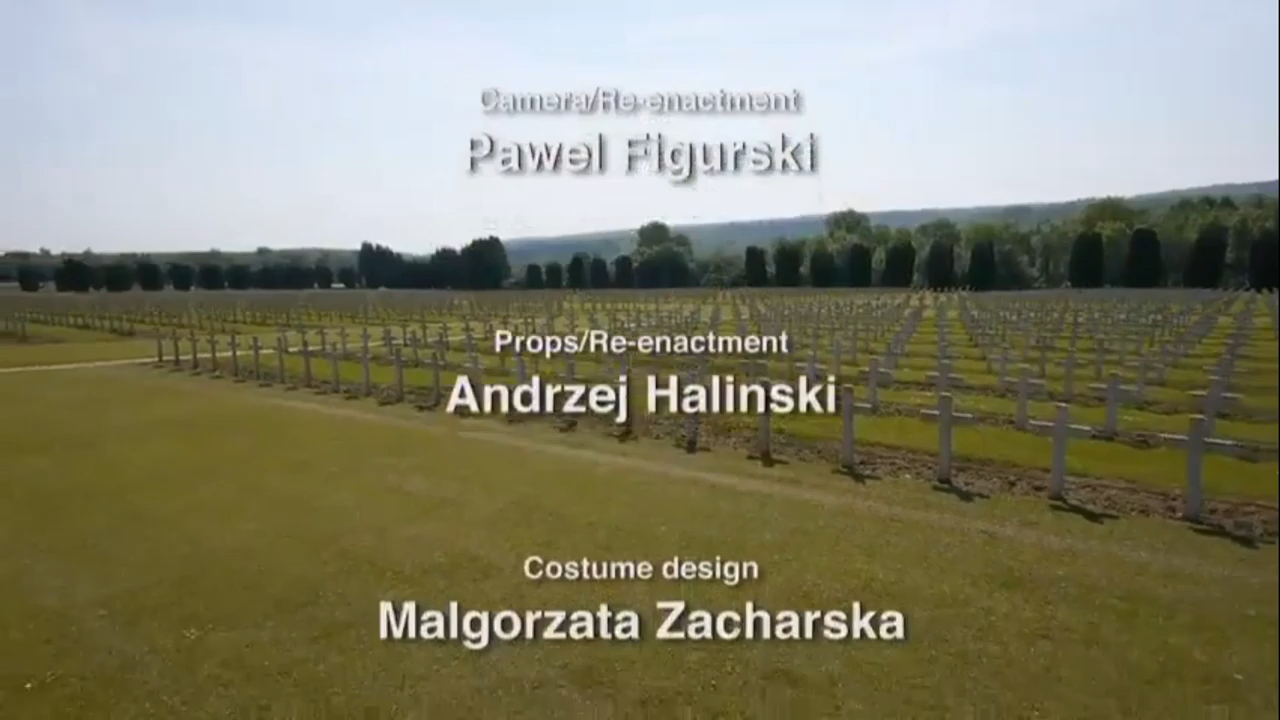 Camera/Re-enactment
Pawel Figurski
Props/Re-enactment
Andrzej Halinski
Costume design
Malgorzata Zacharska